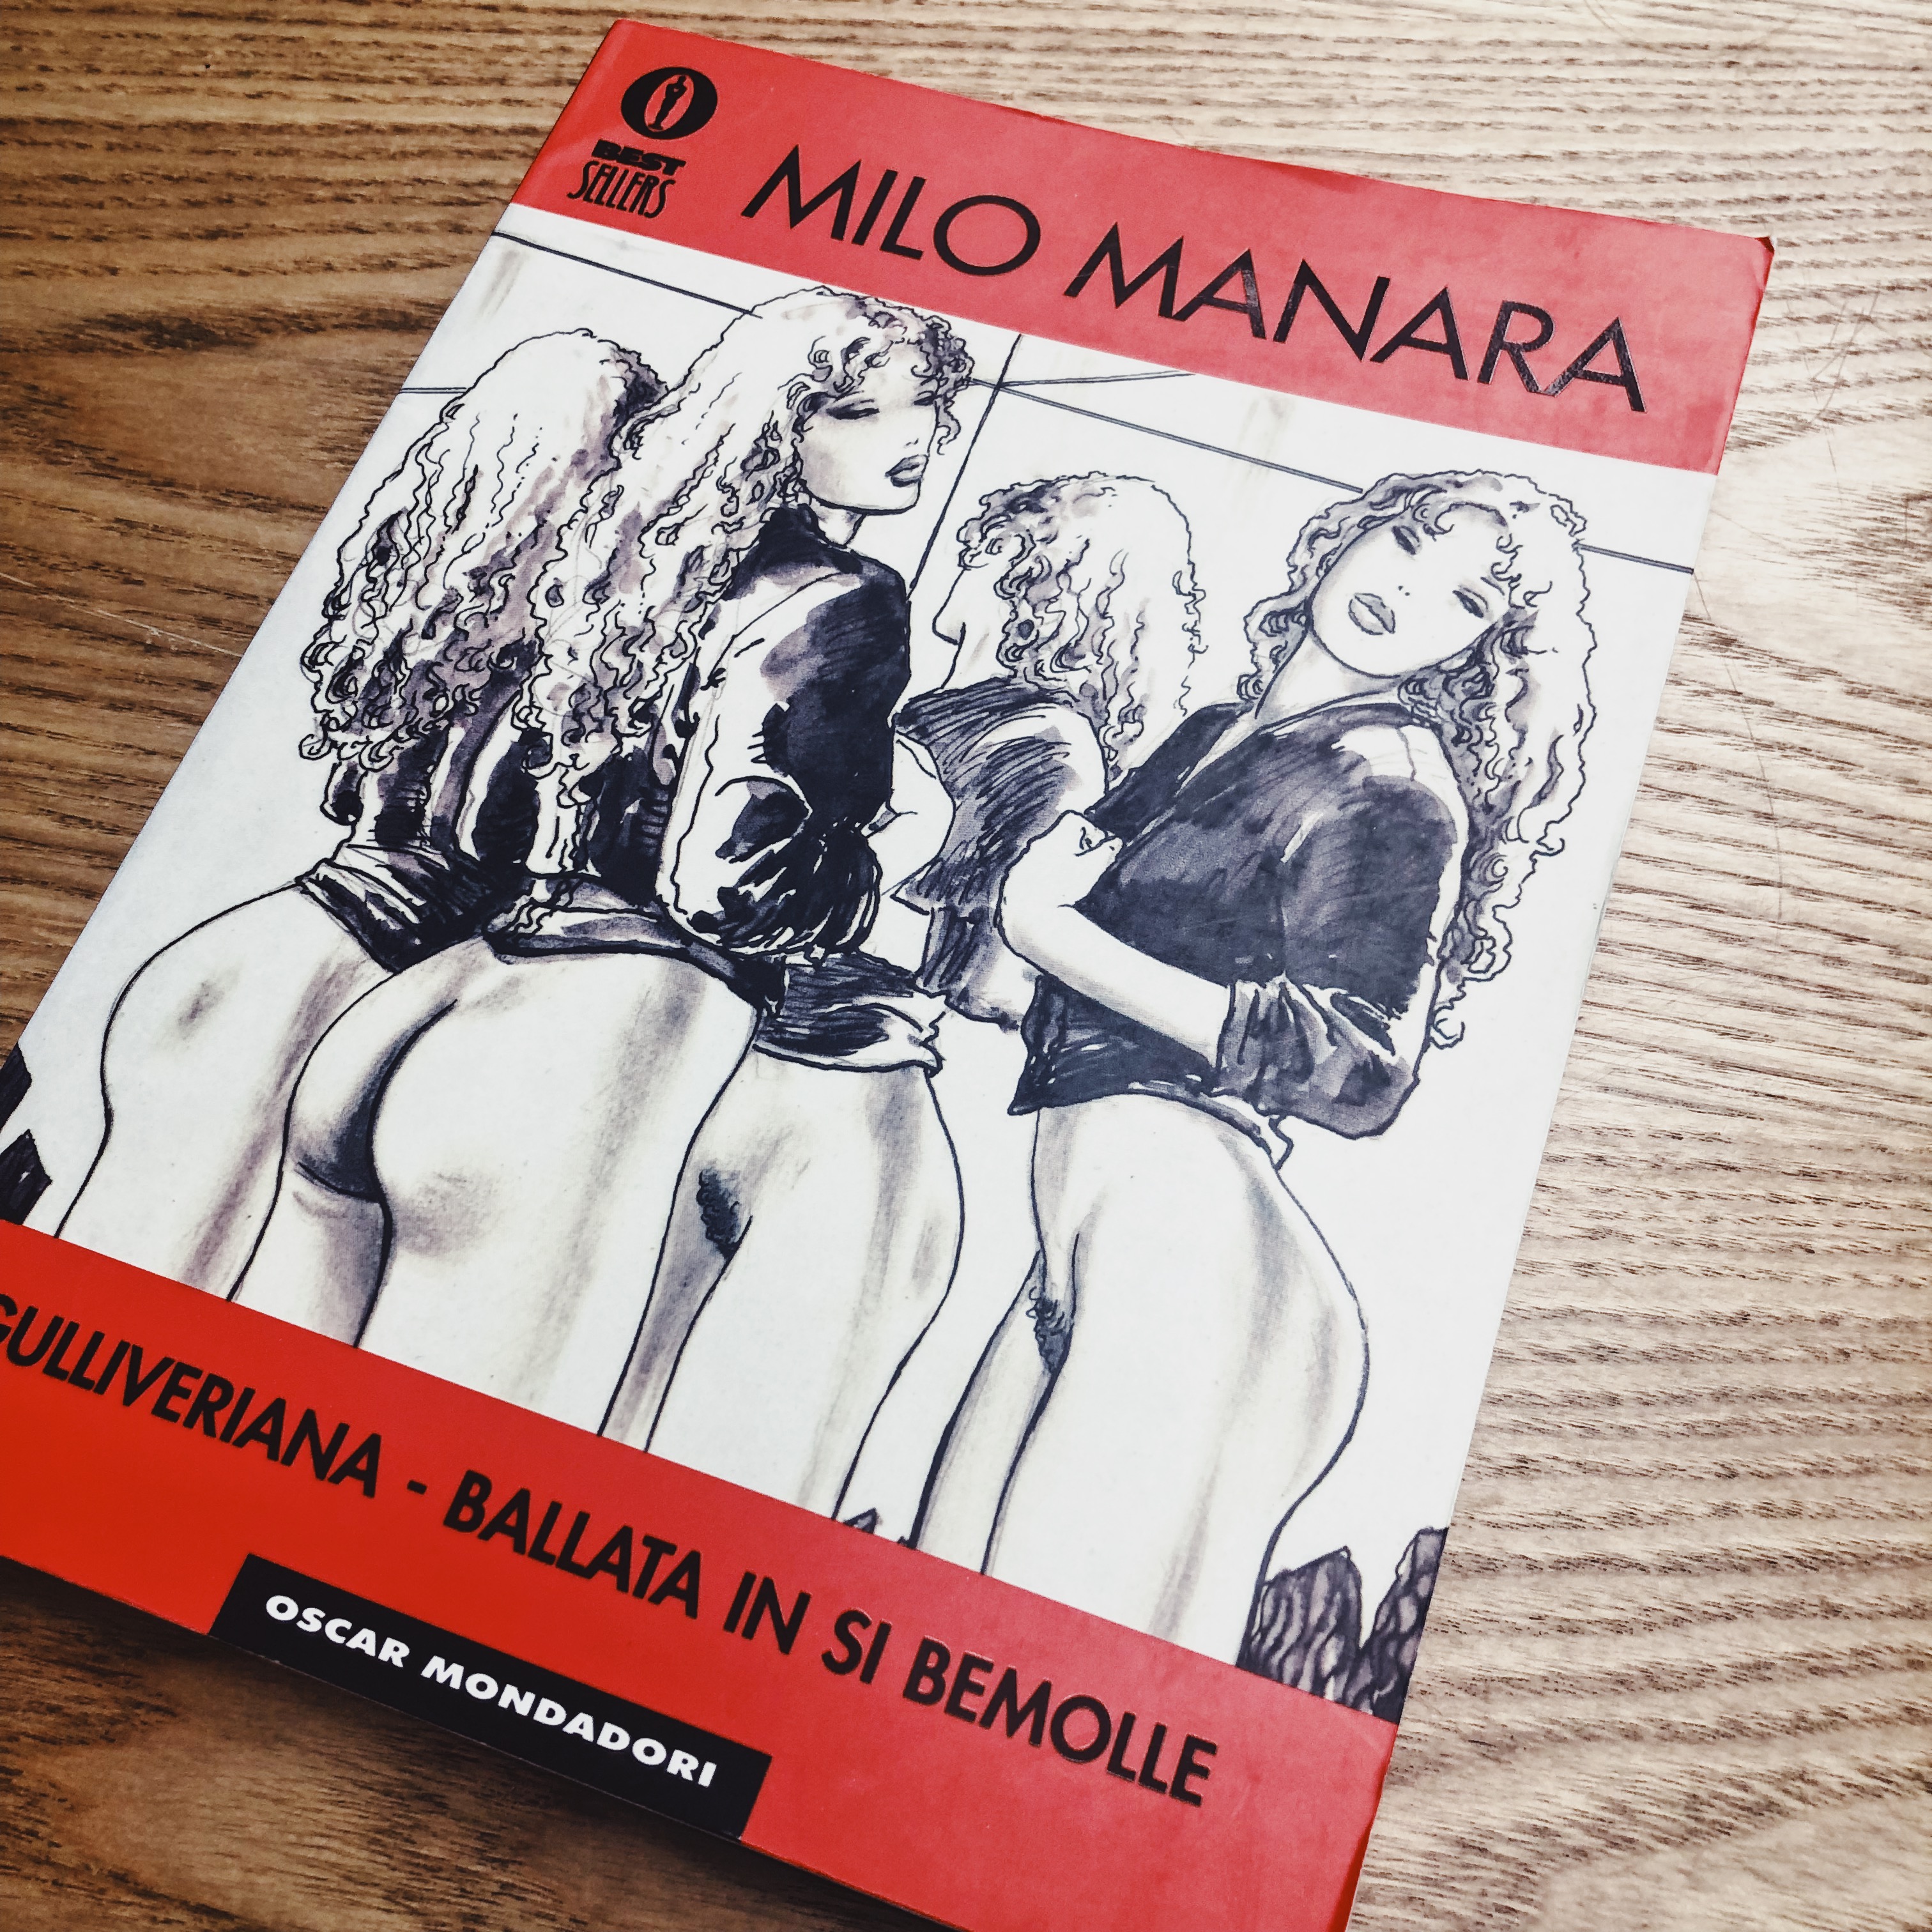 BEST
SELLERS
MILO MANARA
GULLIVERIANA - BALLATA IN SI BEMOLLE
OSCAR MONDADORI